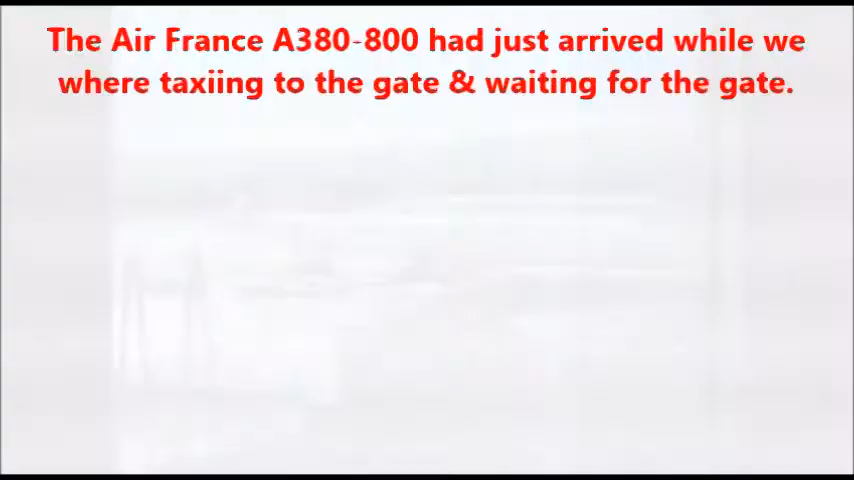 The Air France A380-800 had just arrived while we
where taxiing to the gate & waiting for the gate.